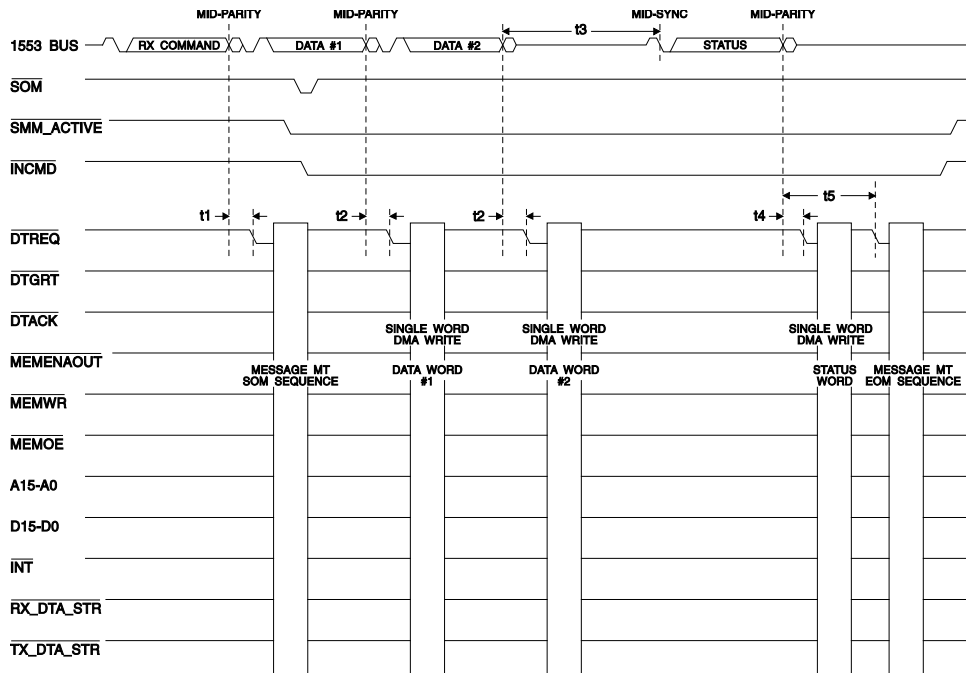 MID-PARITY MID-PARITY MID-SYNC MID-PARITY
t3
1553 BUS RX COMMAND DATA #1 DATA #2 STATUS
SOM
SMM_ACTIVE
INCMD
t5
t1 t2 t2 t4
DTREQ
DTGRT
DTACK
SINGLE WORD DMA WRITE SINGLE WORD DMA WRITE SINGLE WORD DMA WRITE
MEMENAOUT
MESSAGE MT SOM SEQUENCE DATA WORD #1 DATA WORD #2 STATUS WORD MESSAGE MT EOM SEQUENCE
MEMWR
MEMOE
A15-A0
D15-D0
INT
RX_DTA_STR
TX_DTA_STR